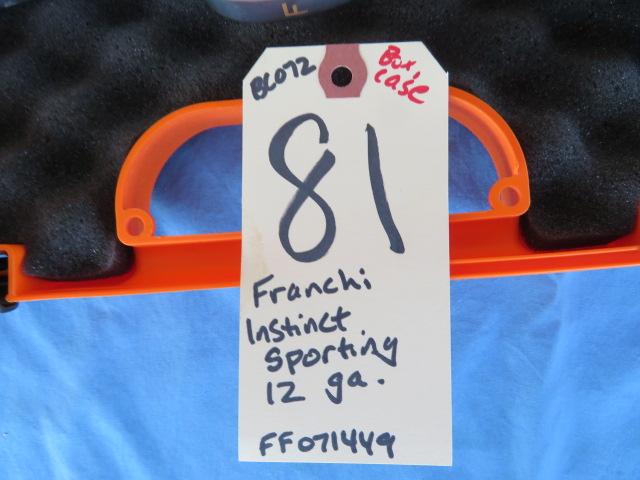 BC072
Box,
case
81
Franchi
Instinct
Sporting
12 ga.
FF071449